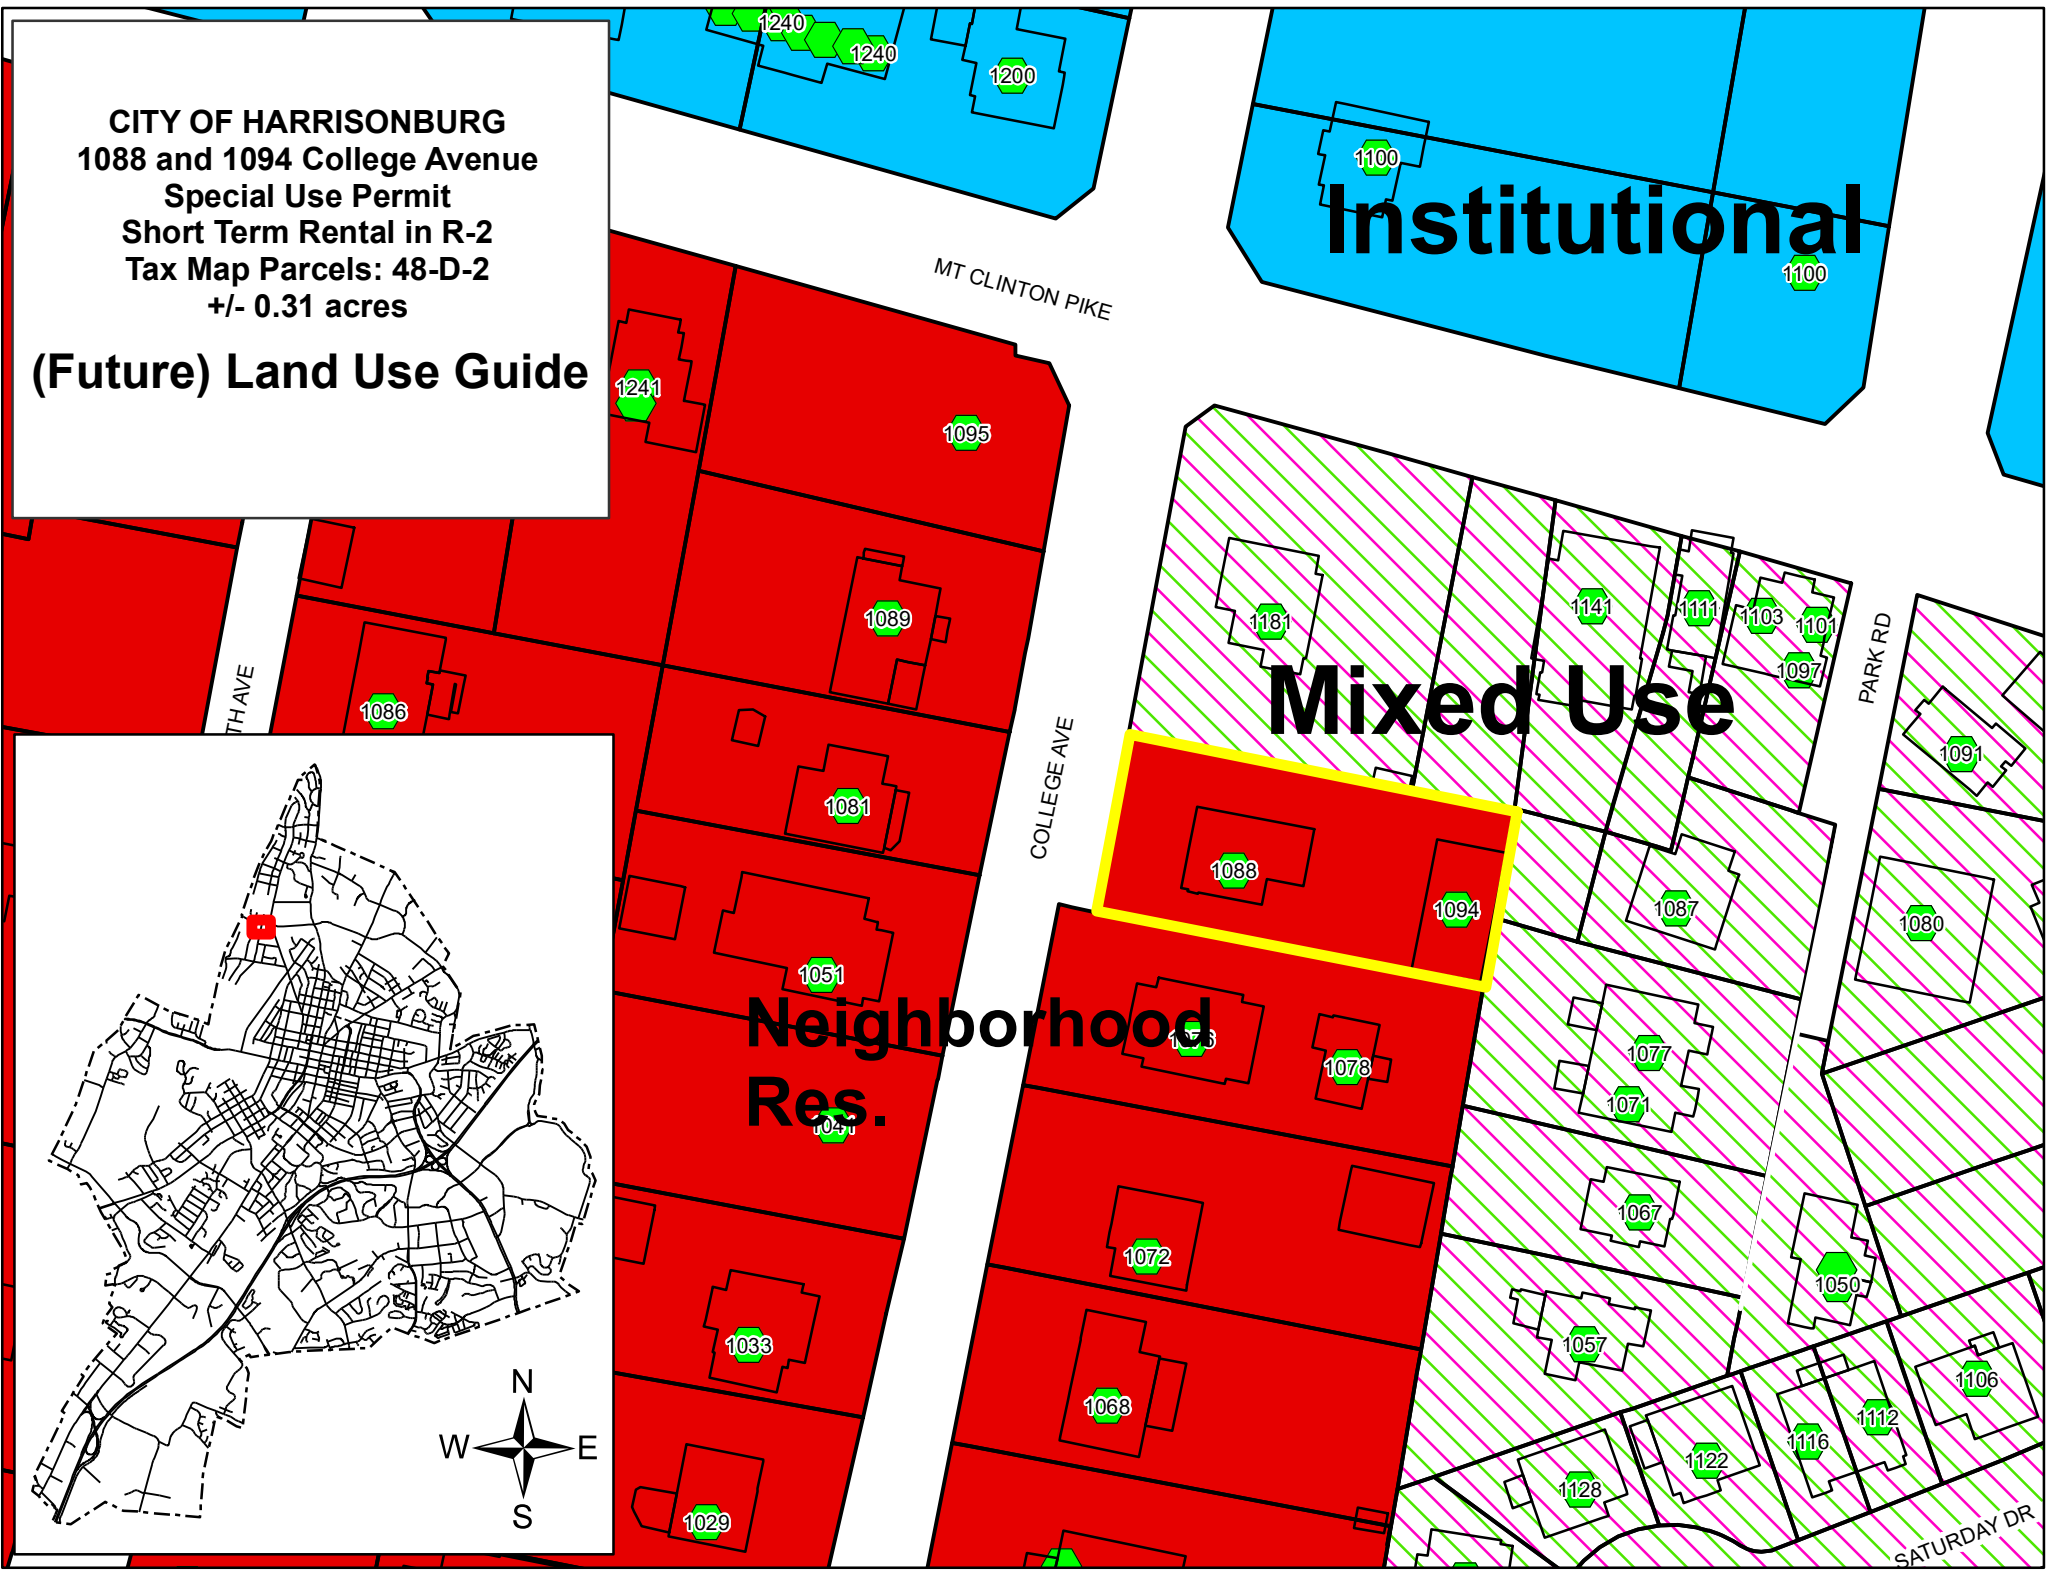 CITY OF HARRISONBURG
1088 and 1094 College Avenue
Special Use Permit
Short Term Rental in R-2
Tax Map Parcels: 48-D-2
+/- 0.31 acres
(Future) Land Use Guide
1240
1240
1200
1100
Institutional
1100
MT CLINTON PIKE
1241
1095
1089
1181
1141
1111
1103
1101
1097
PARK RD
Mixed Use
TH AVE
1086
COLLEGE AVE
1091
1081
1088
1094
1087
1080
1051
Neighborhood
Res.
1076
1078
1077
1071
1041
1067
1072
1050
1033
1057
1068
1106
1112
1116
1122
1128
1029
SATURDAY DR
N
W E
S